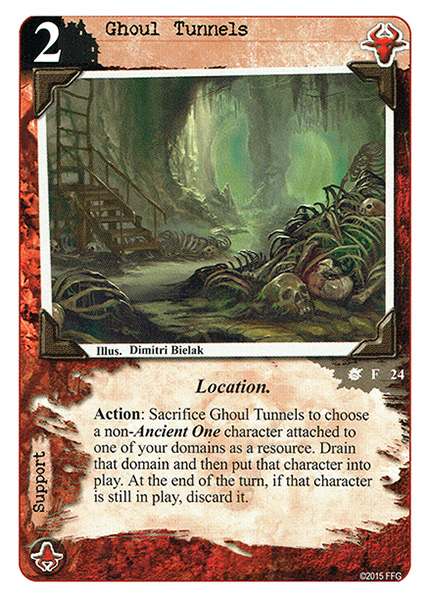 2
Ghoul Tunnels
Illus. Dimitri Bielak
F 24
Location.
Action: Sacrifice Ghoul Tunnels to choose
a non-Ancient One character attached to
one of your domains as a resource. Drain
that domain and then put that character into
play. At the end of the turn, if that character
is still in play, discard it.
Support
©2015 FFG